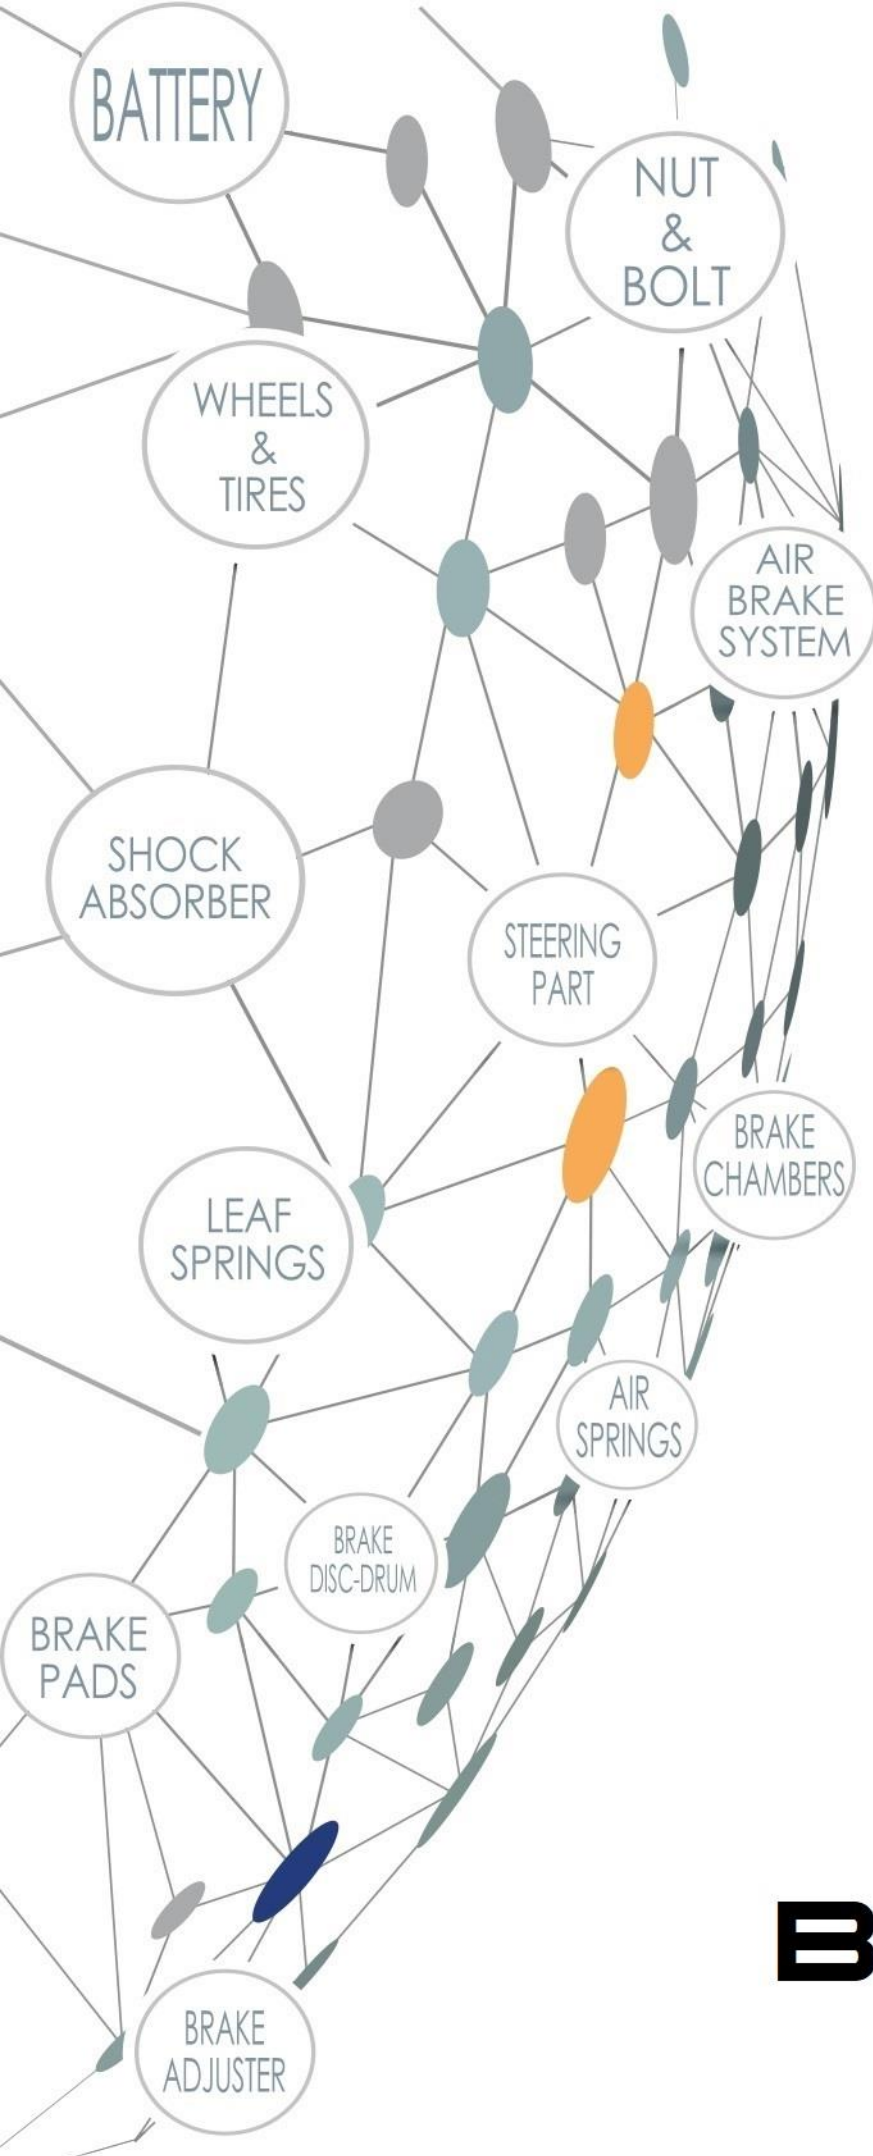 BATTERY
NUT
&
BOLT
WHEELS
&
TIRES
AIR
BRAKE
SYSTEM
SHOCK
ABSORBER
STEERING
PART
BRAKE
CHAMBERS
LEAF
SPRINGS
AIR
SPRINGS
BRAKE
DISC-DRUM
BRAKE
PADS
B
BRAKE
ADJUSTER